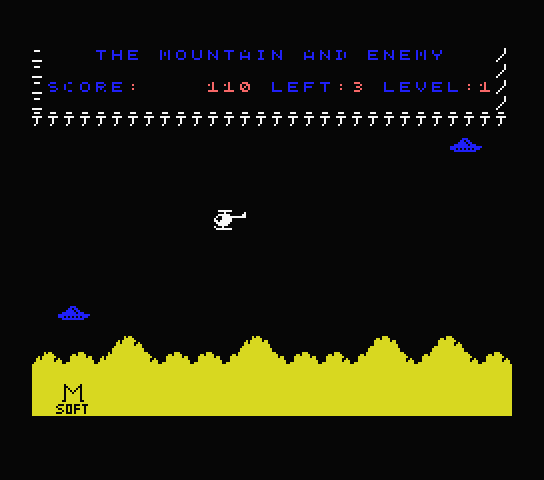 THE MOUNTAIN AND ENEMY
SCORE: 110 LEFT:3 LEVEL:1
M
SOFT